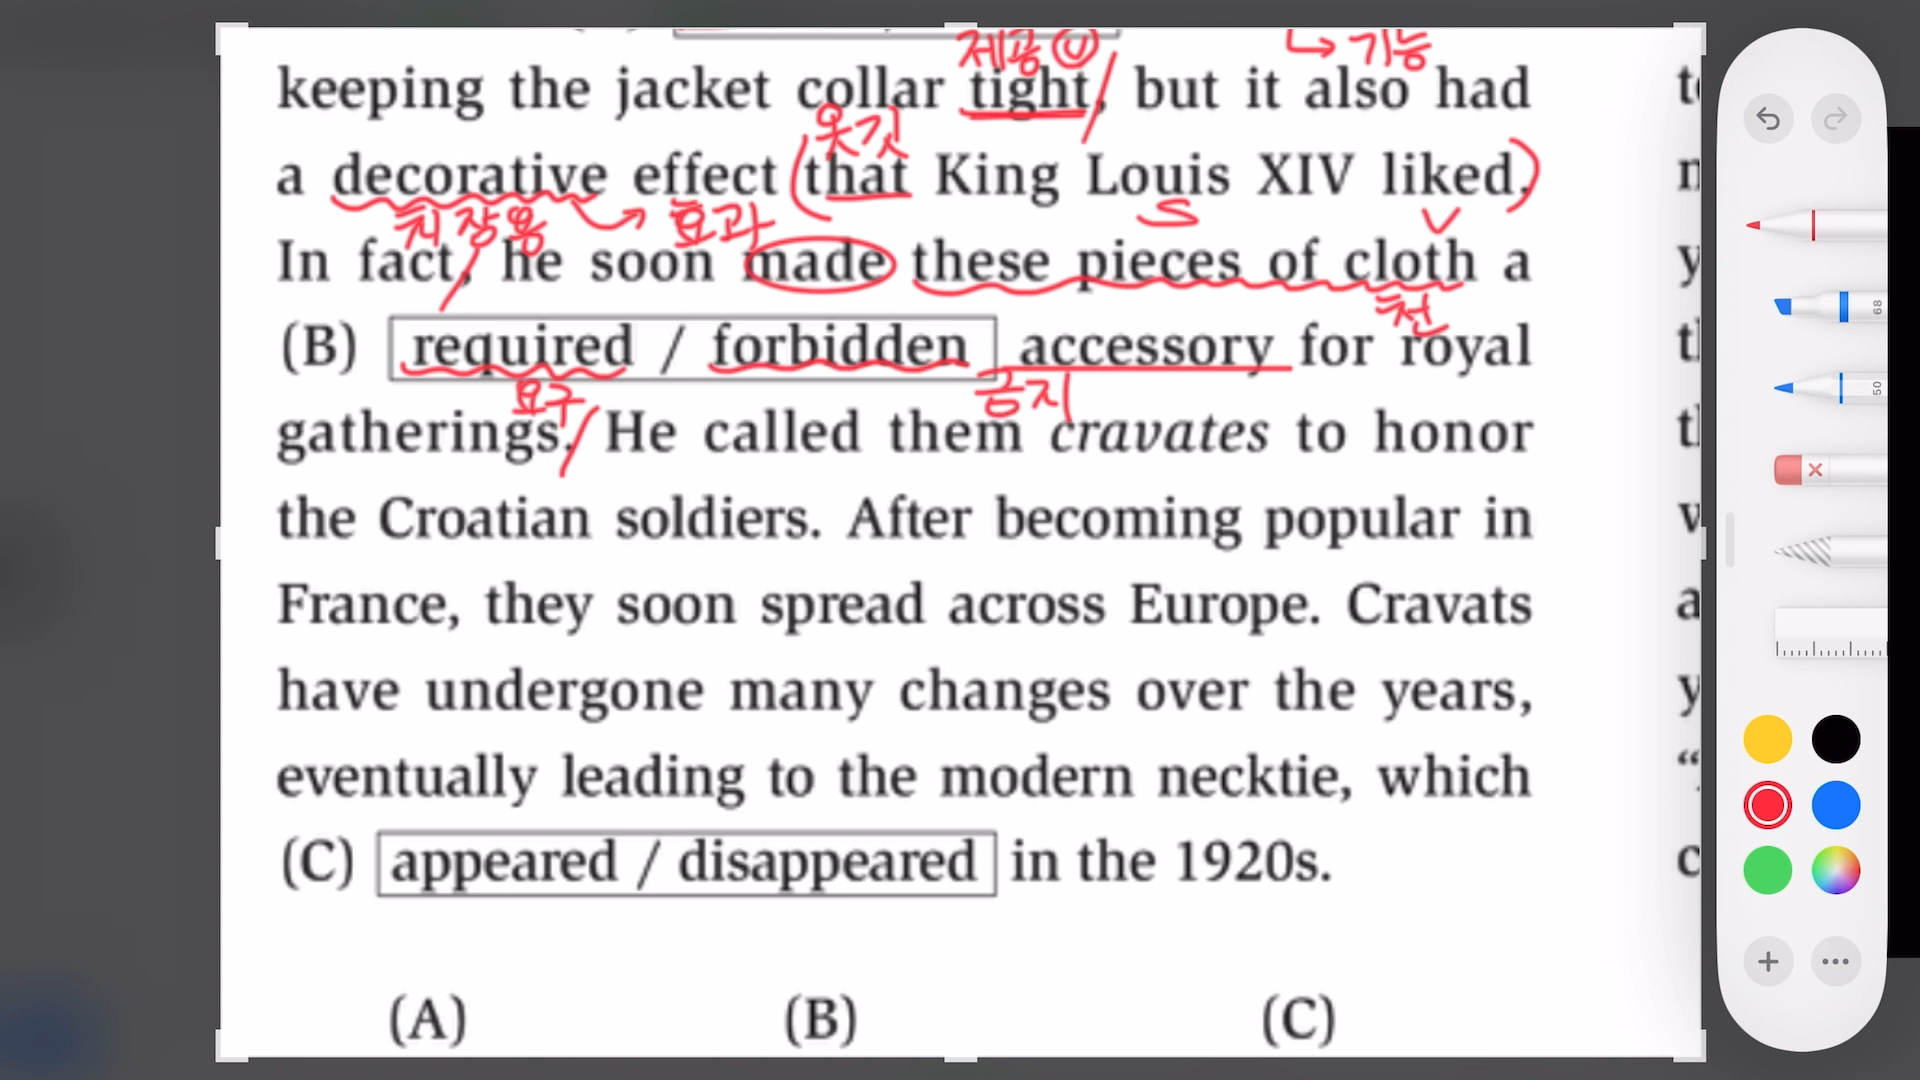 제공 ⓥ
↳ 기능
keeping the jacket collar tight, but it also had
옷깃
a decorative effect (that King Louis XIV liked.)
치장용 효과 S V
In fact, he soon made these pieces of cloth a
천
(B) required / forbidden accessory for royal
요구 금지
gatherings. He called them cravates to honor
the Croatian soldiers. After becoming popular in
France, they soon spread across Europe. Cravats
have undergone many changes over the years,
eventually leading to the modern necktie, which
(C) appeared / disappeared in the 1920s.
(A) (B) (C)
68
50